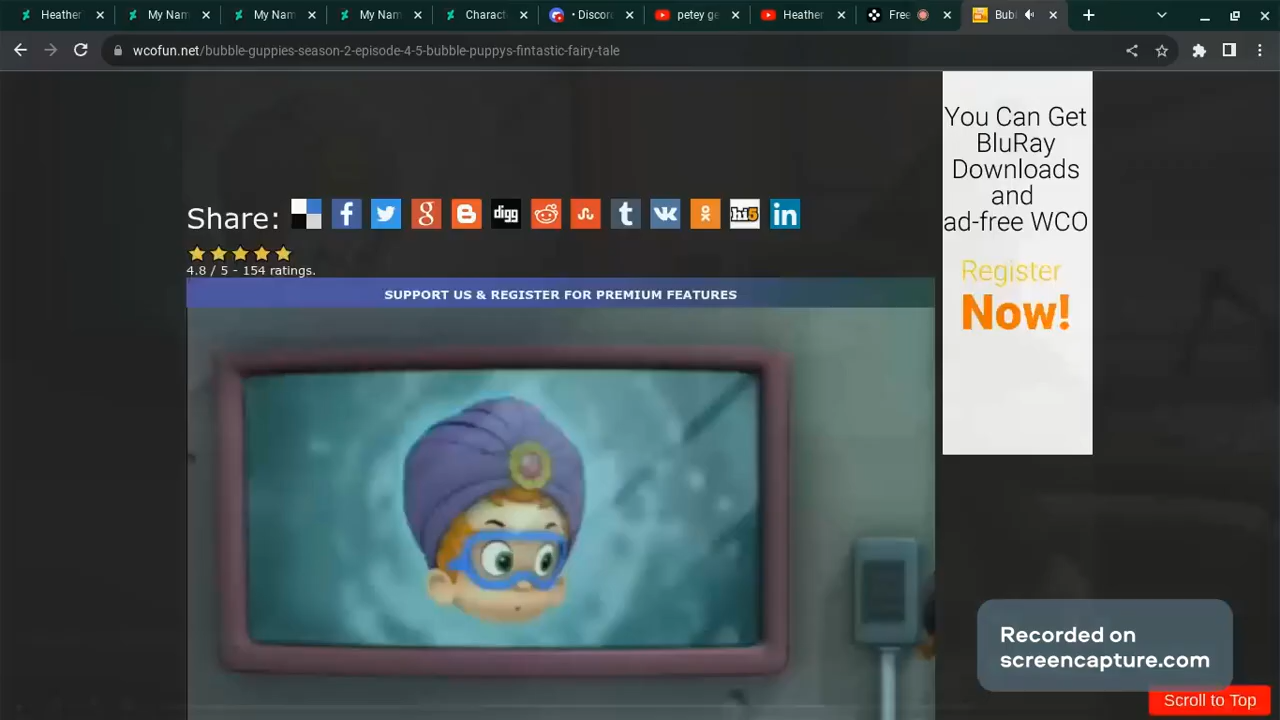 Heather
My Nam
My Nam
My Nam
Charact
• Discor
petey ge
Heather
Free
Bubl
wcofun.net/bubble-guppies-season-2-episode-4-5-bubble-puppys-fintastic-fairy-tale
You Can Get
BluRay
Downloads
and
ad-free WCO
Register
Now!
Share:
digg
hi5
4.8 / 5 - 154 ratings.
SUPPORT US & REGISTER FOR PREMIUM FEATURES
Recorded on
screencapture.com
Scroll to Top